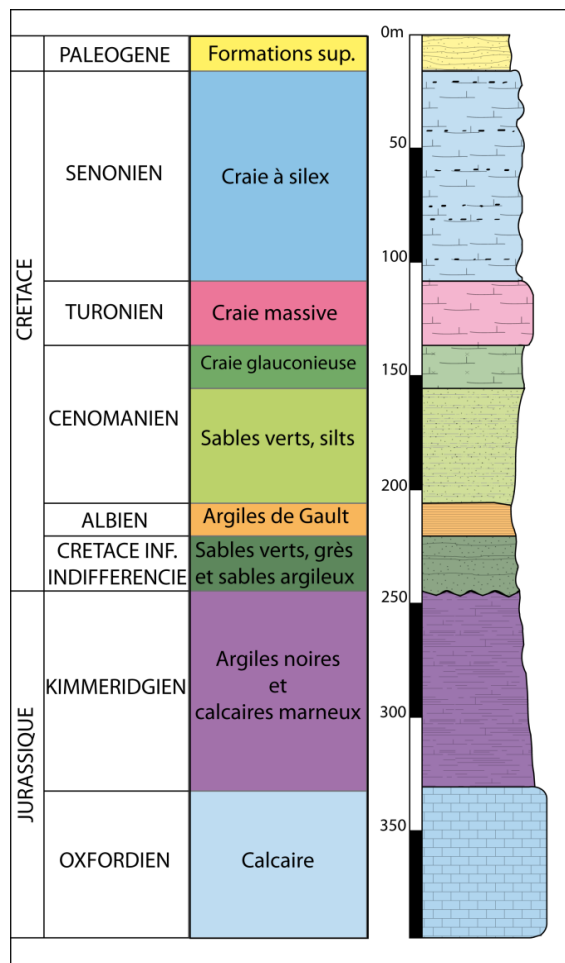 PALEOGENE
Formations sup.
0m
CRETACE
SENONIEN
Craie à silex
50
100
TURONIEN
Craie massive
CENOMANIEN
Craie glauconieuse
150
Sables verts, silts
200
ALBIEN
Argiles de Gault
CRETACE INF.
INDIFFERENCIE
Sables verts, grès
et sables argileux
250
JURASSIQUE
KIMMERIDGIEN
Argiles noires
et
calcaires marneux
300
350
OXFORDIEN
Calcaire